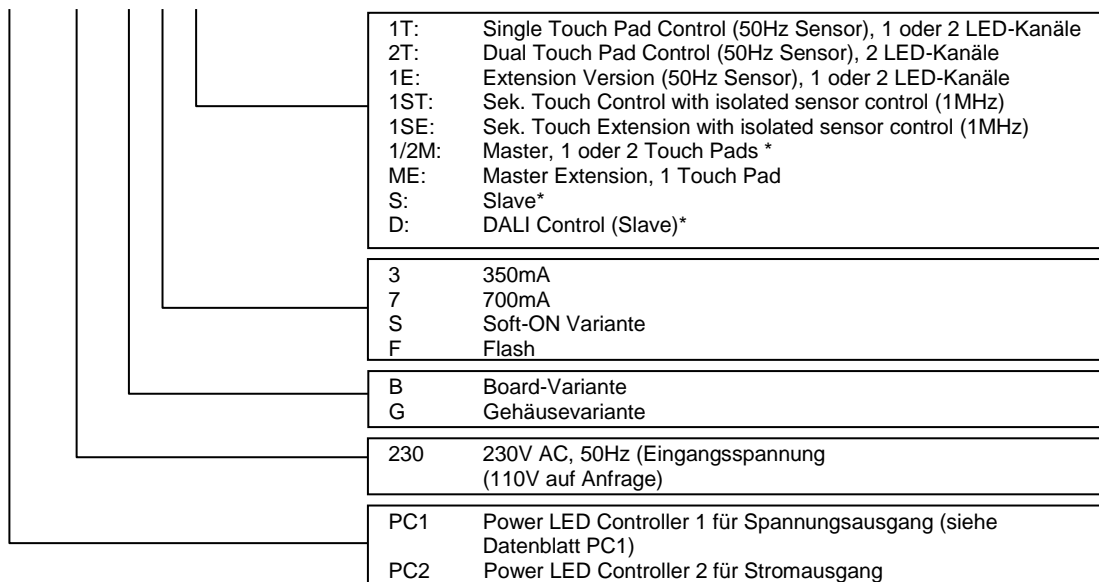 1T: Single Touch Pad Control (50Hz Sensor), 1 oder 2 LED-Kanäle
2T: Dual Touch Pad Control (50Hz Sensor), 2 LED-Kanäle
1E: Extension Version (50Hz Sensor), 1 oder 2 LED-Kanäle
1ST: Sek. Touch Control with isolated sensor control (1MHz)
1SE: Sek. Touch Extension with isolated sensor control (1MHz)
1/2M: Master, 1 oder 2 Touch Pads *
ME: Master Extension, 1 Touch Pad
S: Slave*
D: DALI Control (Slave)*
3 350mA
7 700mA
S Soft-ON Variante
F Flash
B Board-Variante
G Gehäusevariante
230 230V AC, 50Hz (Eingangsspannung
(110V auf Anfrage)
PC1 Power LED Controller 1 für Spannungsausgang (siehe
Datenblatt PC1)
PC2 Power LED Controller 2 für Stromausgang